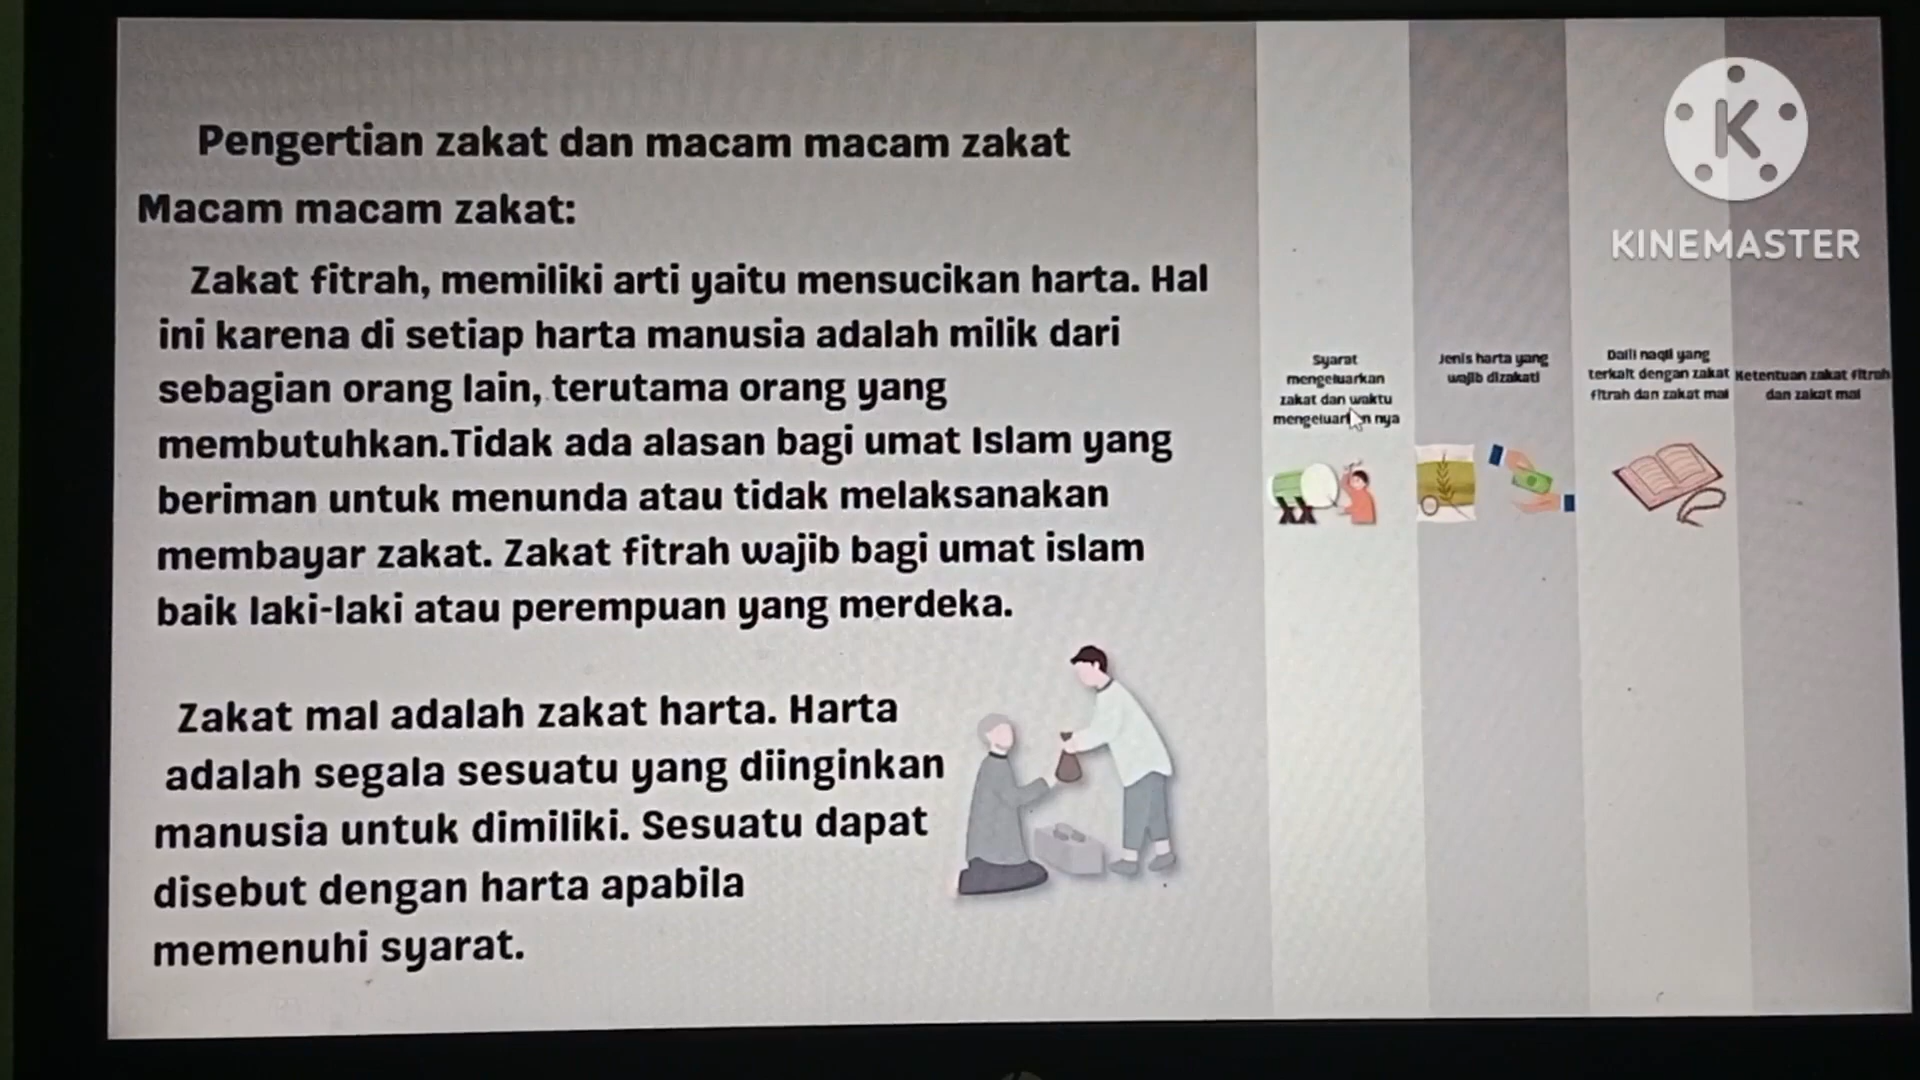 Pengertian zakat dan macam macam zakat
Macam macam zakat:
Zakat fitrah, memiliki arti yaitu mensucikan harta. Hal
ini karena di setiap harta manusia adalah milik dari
sebagian orang lain, terutama orang yang
membutuhkan.Tidak ada alasan bagi umat Islam yang
beriman untuk menunda atau tidak melaksanakan
membayar zakat. Zakat fitrah wajib bagi umat islam
baik laki-laki atau perempuan yang merdeka.
Zakat mal adalah zakat harta. Harta
adalah segala sesuatu yang diinginkan
manusia untuk dimiliki. Sesuatu dapat
disebut dengan harta apabila
memenuhi syarat.
Syarat
mengeluarkan
zakat dan waktu
nya
Jenis harta yang
wajib dizakati
Dalil naqli yang
terkait dengan zakat
fitrah dan zakat mal
Ketentuan zakat fitrah
dan zakat mal
K
KINEMASTER